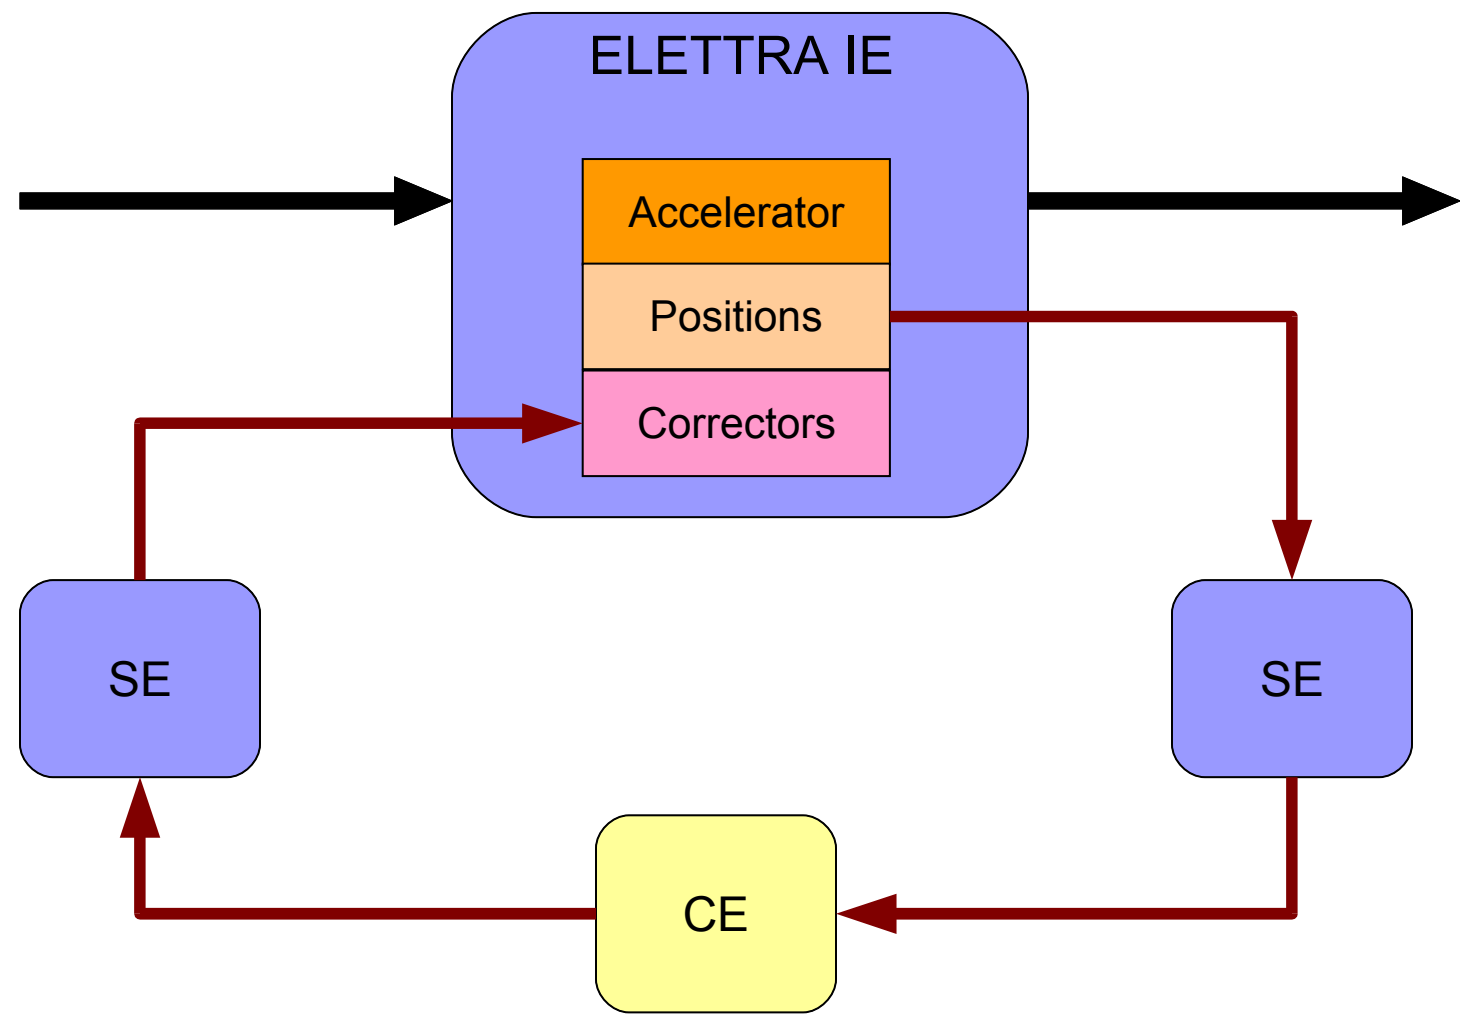 ELETTRA IE
Accelerator
Positions
Correctors
SE
SE
CE